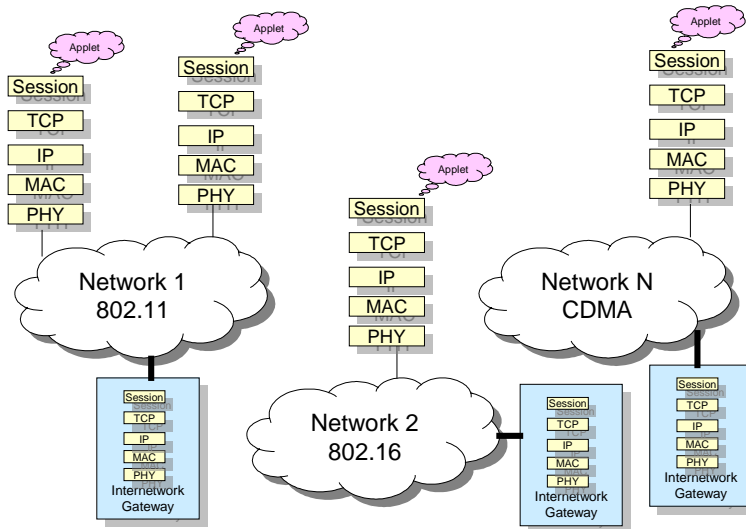 Applet
Session
TCP
IP
MAC
PHY
Applet
Session
TCP
IP
MAC
PHY
Network 1
802.11
Session
TCP
IP
MAC
PHY
Internetwork
Gateway
Applet
Session
TCP
IP
MAC
PHY
Network 2
802.16
Session
TCP
IP
MAC
PHY
Internetwork
Gateway
Applet
Session
TCP
IP
MAC
PHY
Network N
CDMA
Session
TCP
IP
MAC
PHY
Internetwork
Gateway